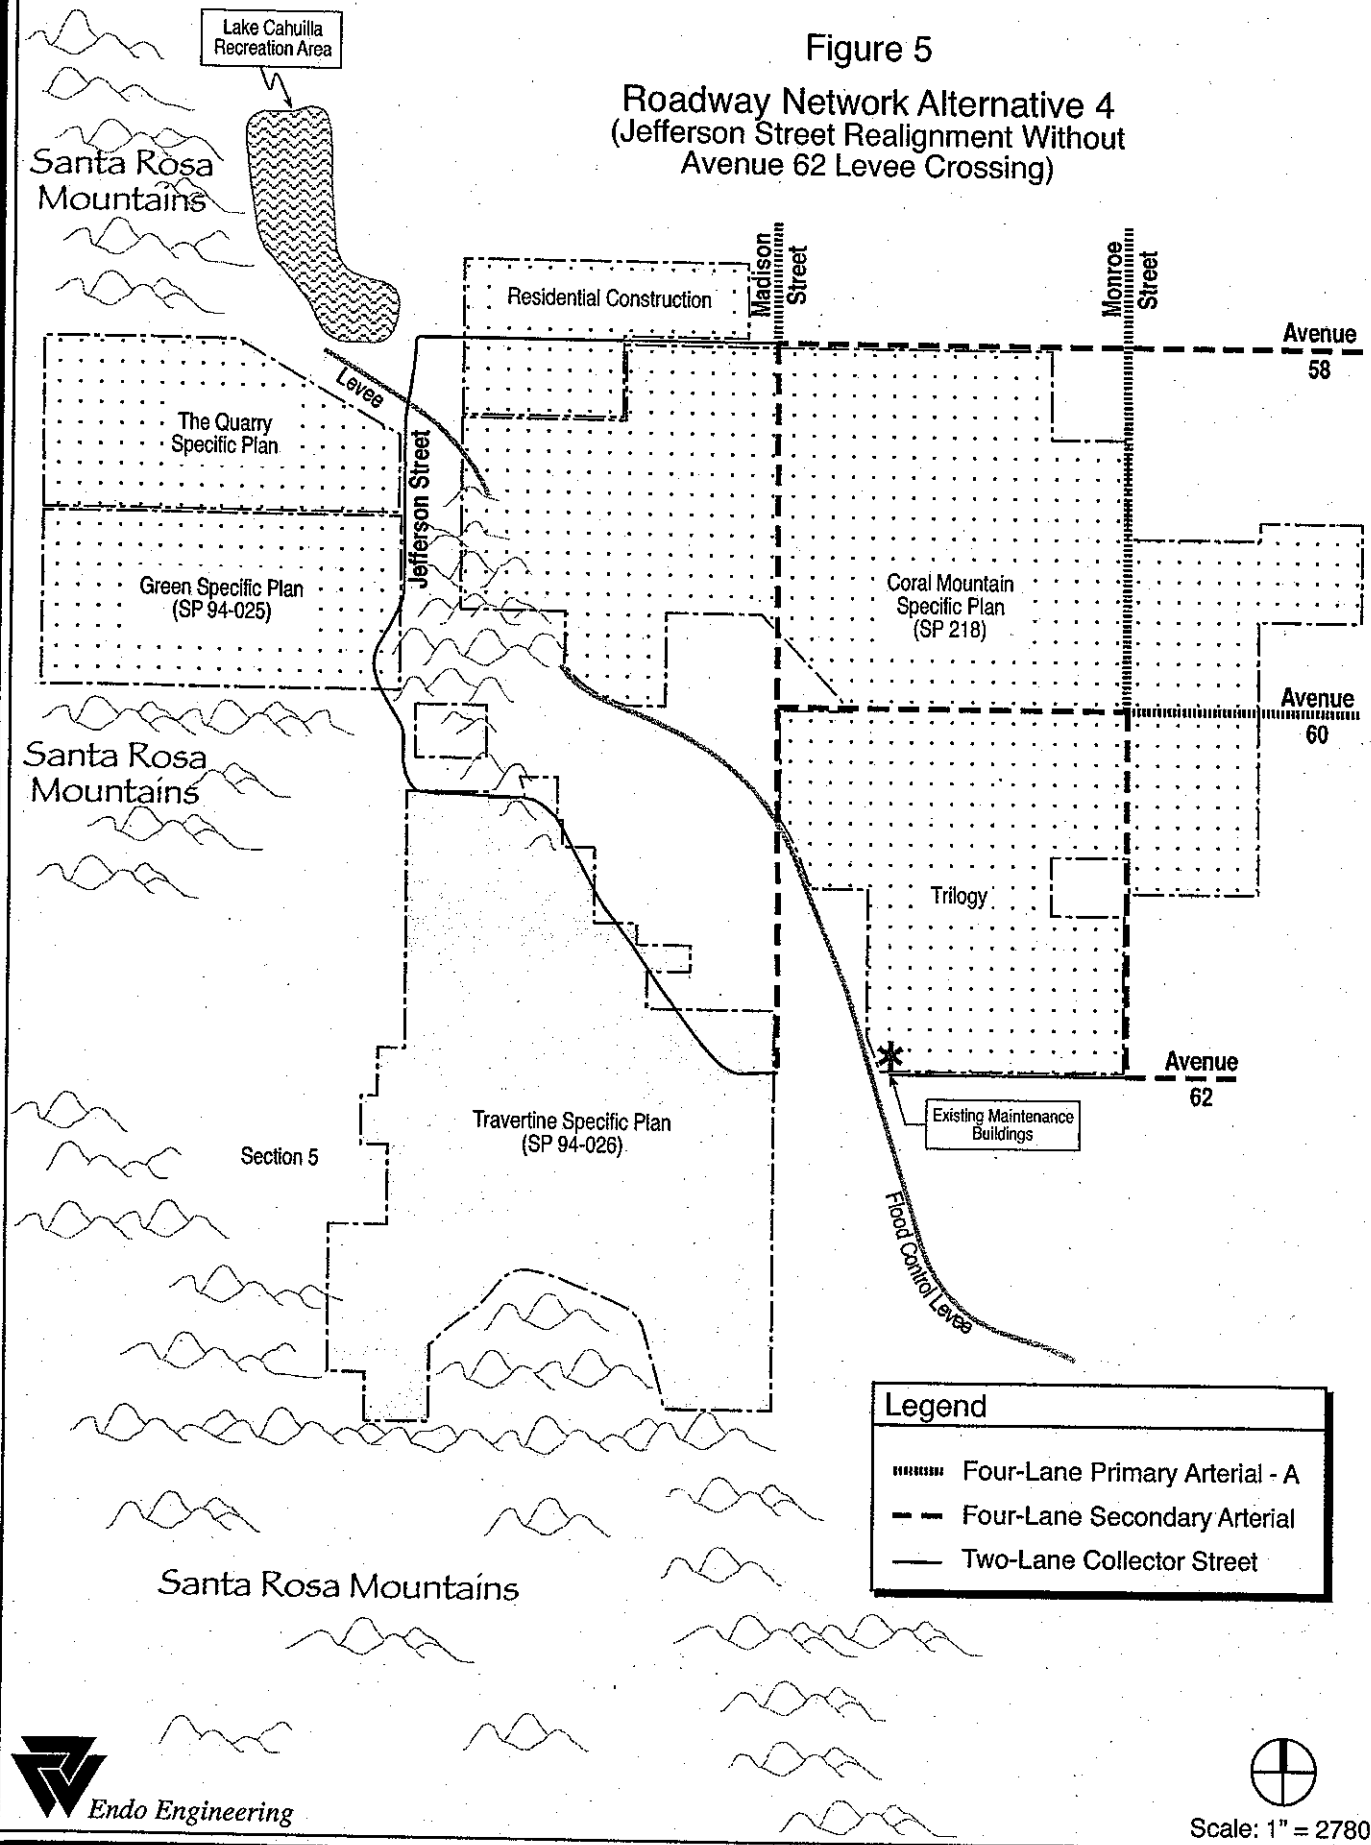 Lake Cahuilla
Recreation Area
Figure 5
Roadway Network Alternative 4
(Jefferson Street Realignment Without
Avenue 62 Levee Crossing)
Santa Rosa
Mountains
Madison
Street
Monroe
Street
Residential Construction
Avenue
58
Levee
The Quarry
Specific Plan
Jefferson Street
Green Specific Plan
(SP 94-025)
Coral Mountain
Specific Plan
(SP 218)
Avenue
60
Santa Rosa
Mountains
Trilogy
Avenue
62
Existing Maintenance
Buildings
Travertine Specific Plan
(SP 94-026)
Section 5
Flood Control Levee
Legend
Four-Lane Primary Arterial - A
Four-Lane Secondary Arterial
Two-Lane Collector Street
Santa Rosa Mountains
Endo Engineering
Scale: 1" = 2780